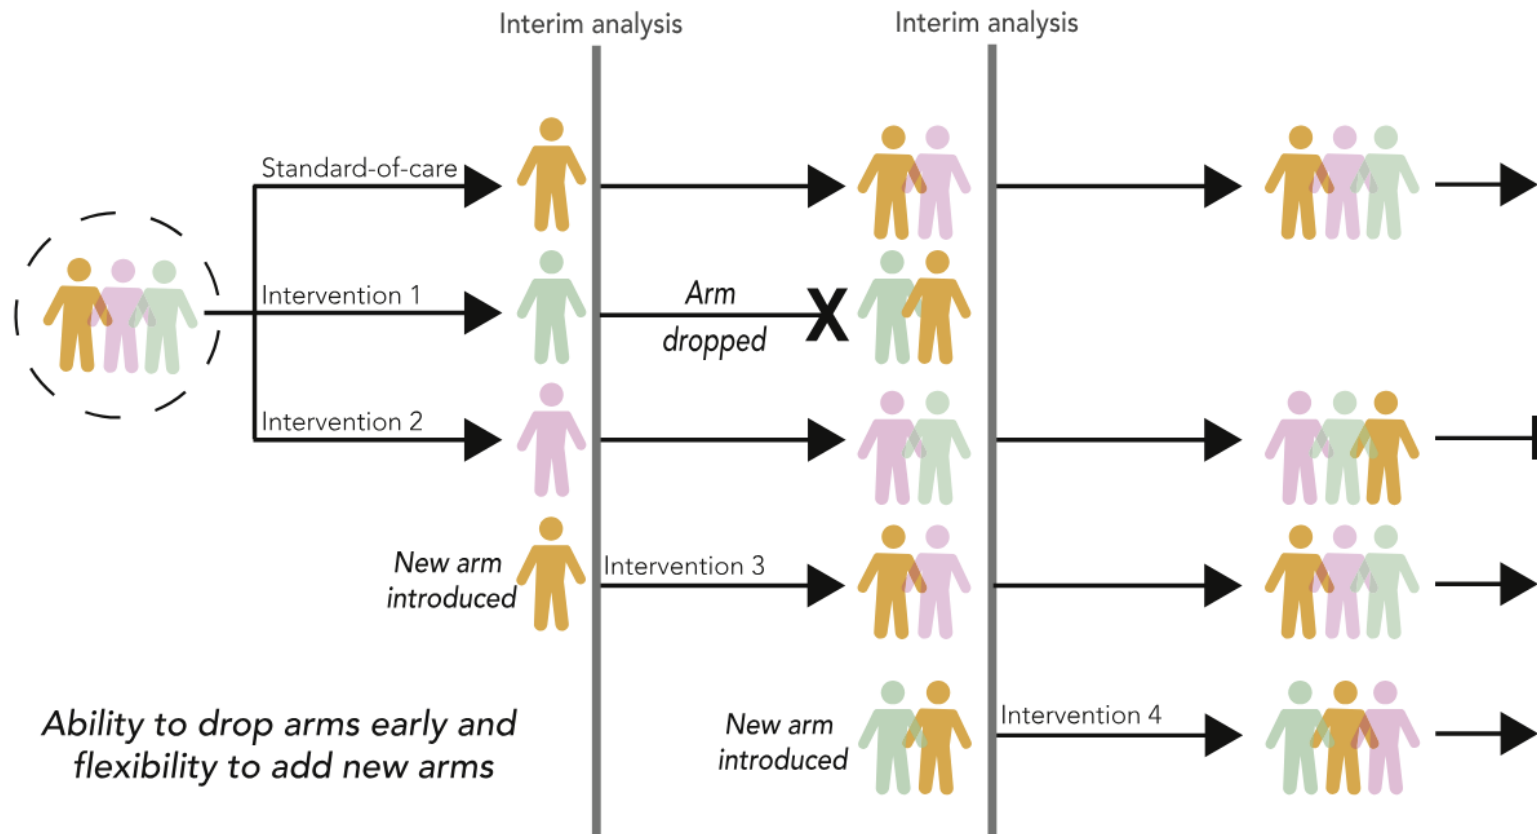 Interim analysis
Interim analysis
Standard-of-care
Intervention 1
Arm
dropped
Intervention 2
New arm
introduced
Intervention 3
Ability to drop arms early and
flexibility to add new arms
New arm
introduced
Intervention 4